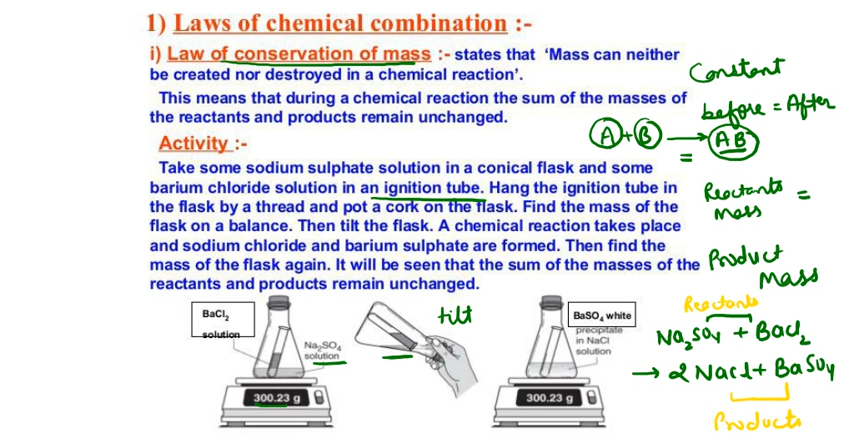 1) Laws of chemical combination :-
i) Law of conservation of mass :- states that ‘Mass can neither
be created nor destroyed in a chemical reaction’.
This means that during a chemical reaction the sum of the masses of
the reactants and products remain unchanged.
Activity :-
Take some sodium sulphate solution in a conical flask and some
barium chloride solution in an ignition tube. Hang the ignition tube in
the flask by a thread and pot a cork on the flask. Find the mass of the
flask on a balance. Then tilt the flask. A chemical reaction takes place
and sodium chloride and barium sulphate are formed. Then find the
mass of the flask again. It will be seen that the sum of the masses of the
reactants and products remain unchanged.
Constant
before = After
A + B → AB
=
Reactants =
mass
Product
Mass
BaCl2
solution
Na2SO4
solution
300.23 g
tilt
BaSO4 white
precipitate
in NaCl
solution
300.23 g
Reactants
Na2SO4 + BaCl2
→ 2 NaCl + BaSO4
Products